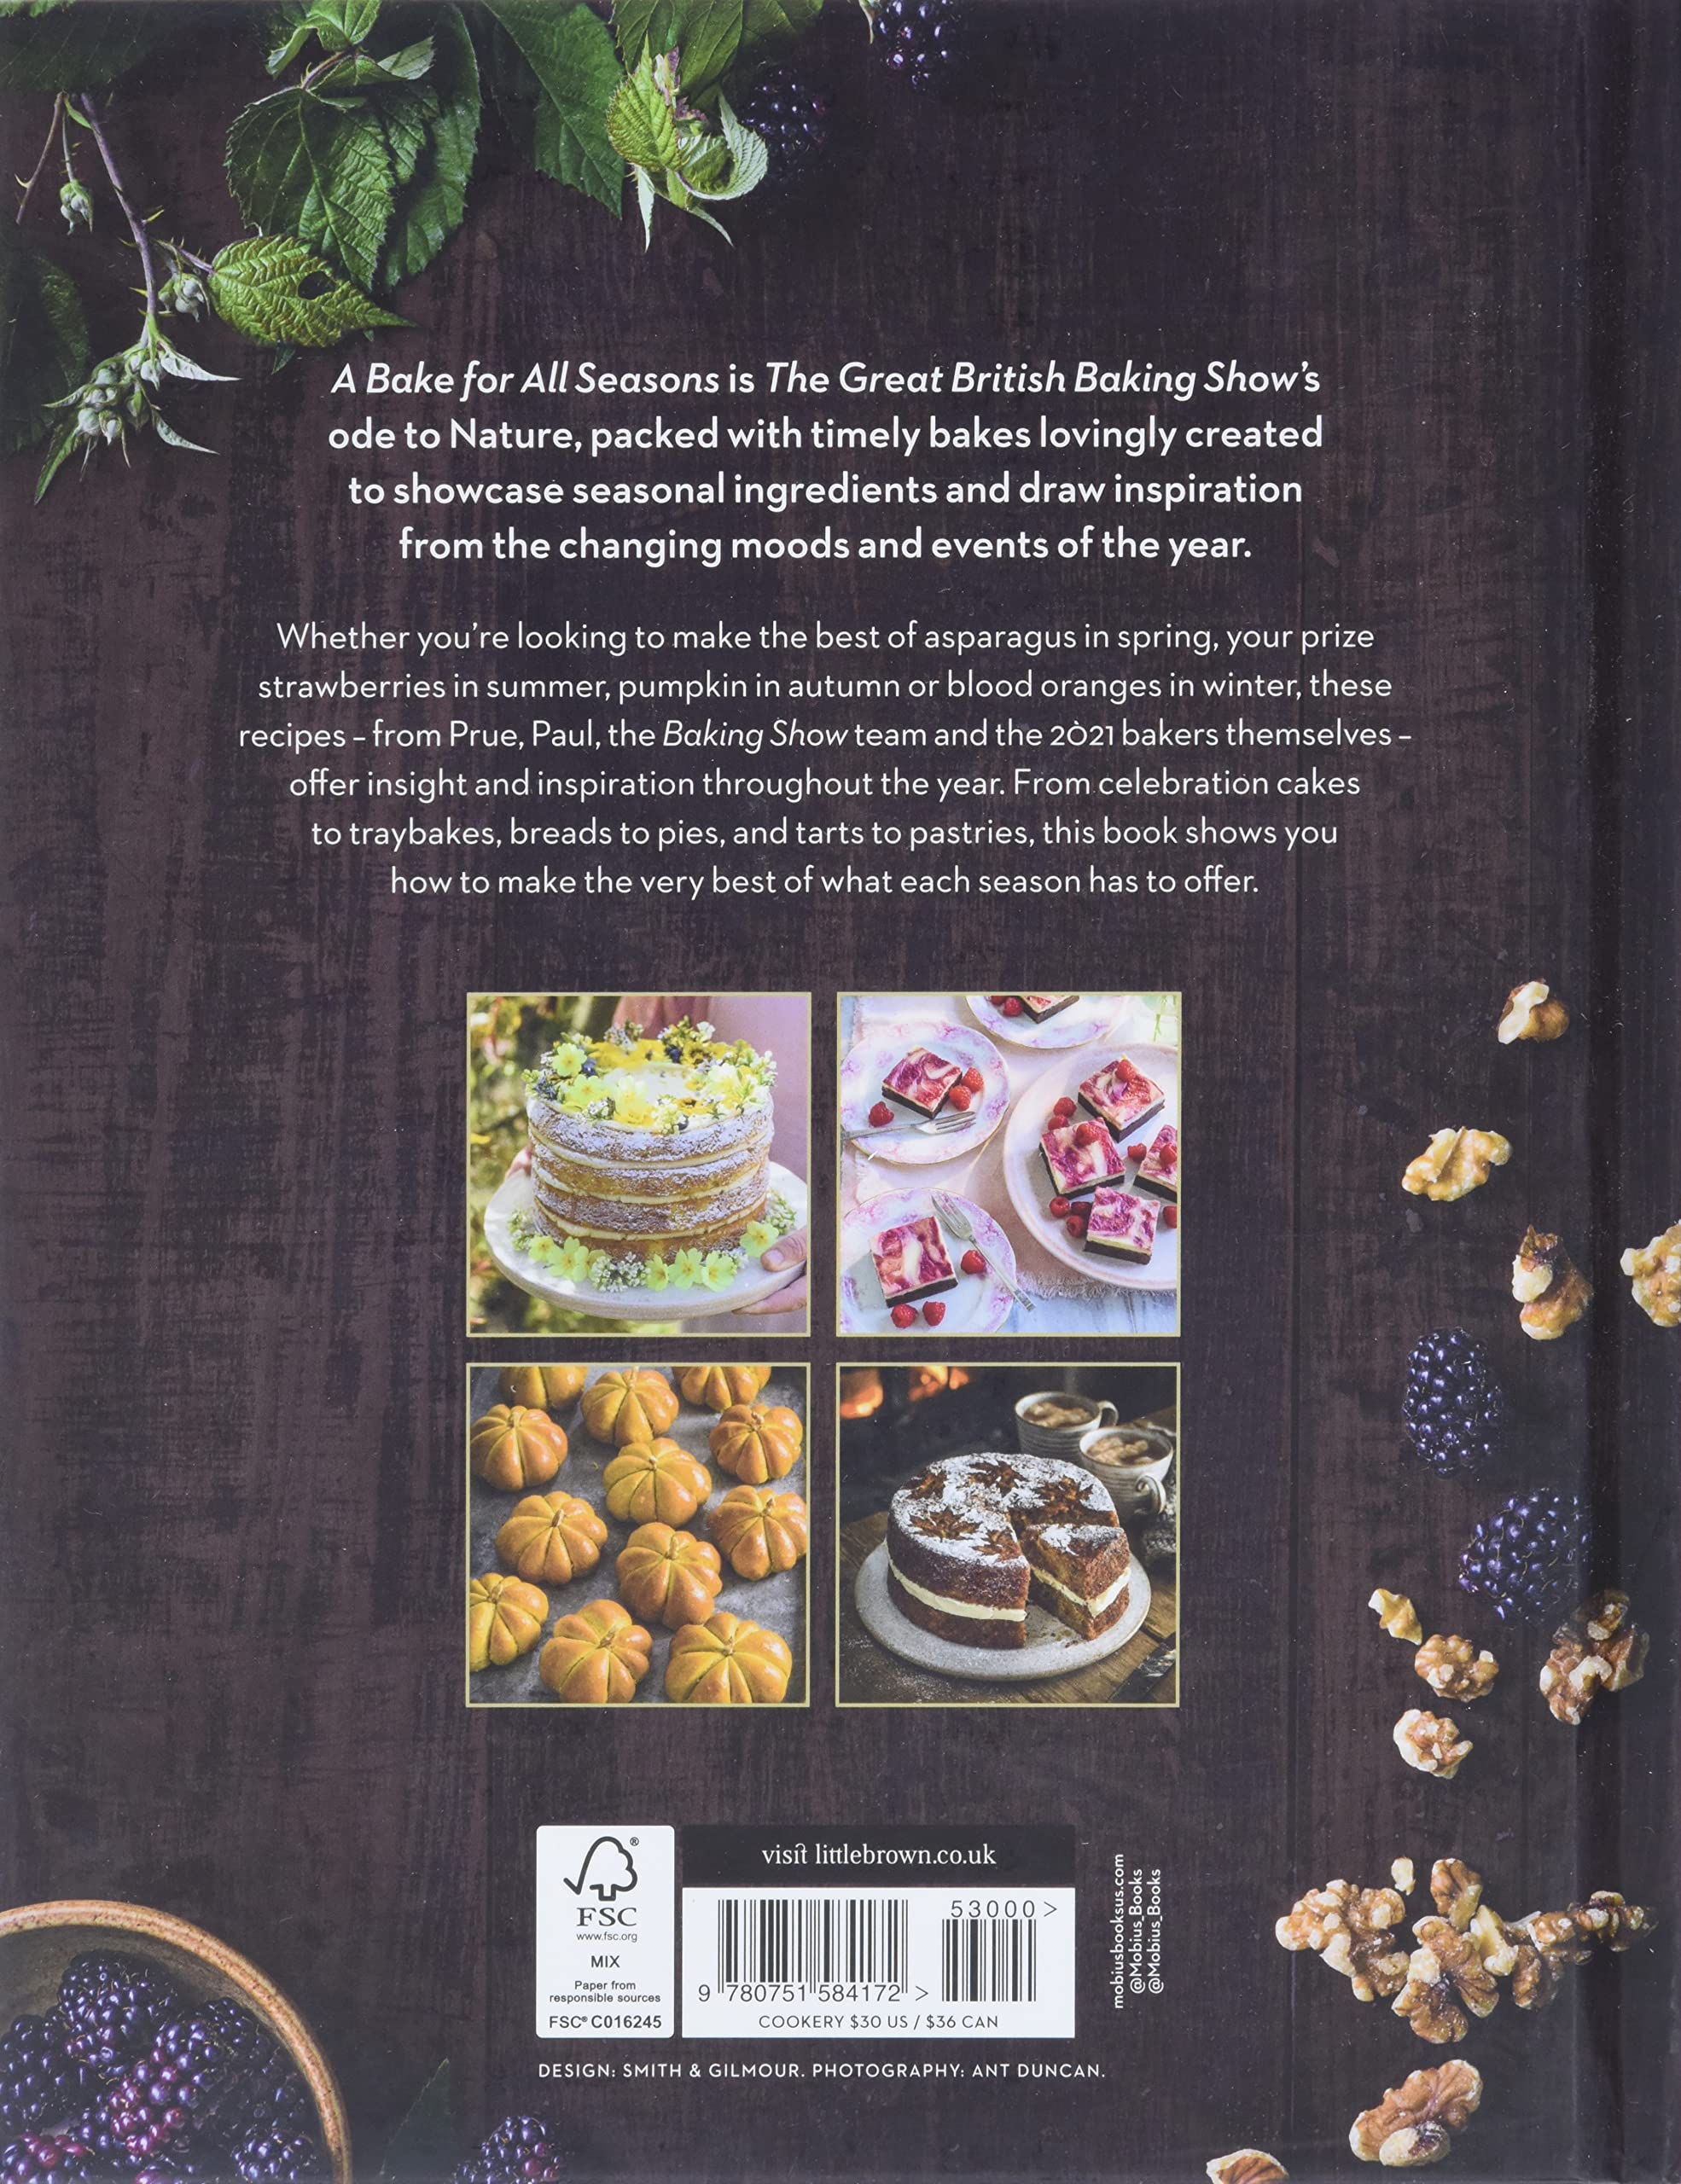 A Bake for All Seasons is The Great British Baking Show's
ode to Nature, packed with timely bakes lovingly created
to showcase seasonal ingredients and draw inspiration
from the changing moods and events of the year.
Whether you're looking to make the best of asparagus in spring, your prize
strawberries in summer, pumpkin in autumn or blood oranges in winter, these
recipes – from Prue, Paul, the Baking Show team and the 2021 bakers themselves –
offer insight and inspiration throughout the year. From celebration cakes
to traybakes, breads to pies, and tarts to pastries, this book shows you
how to make the very best of what each season has to offer.
®
FSC
www.fsc.org
MIX
Paper from
responsible sources
FSC® C016245
visit littlebrown.co.uk
53000 >
9 780751 584172 >
COOKERY $30 US / $36 CAN
mobiusbooksus.com
@Mobius_Books
@Mobius_Books
DESIGN: SMITH & GILMOUR. PHOTOGRAPHY: ANT DUNCAN.